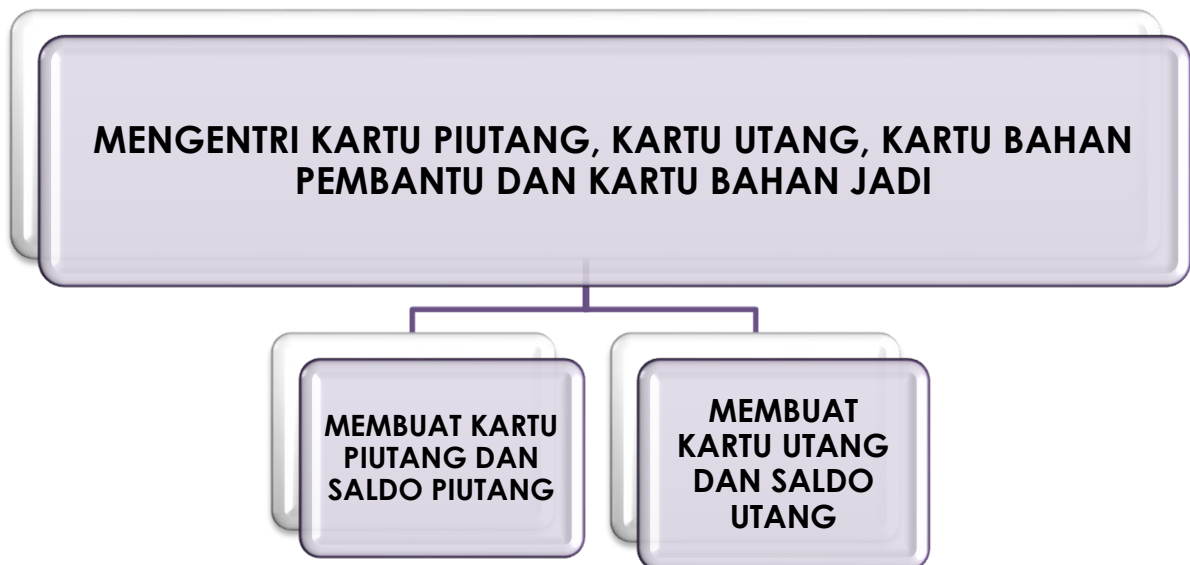 MENGENTRI KARTU PIUTANG, KARTU UTANG, KARTU BAHAN
PEMBANTU DAN KARTU BAHAN JADI
MEMBUAT KARTU
PIUTANG DAN
SALDO PIUTANG
MEMBUAT
KARTU UTANG
DAN SALDO
UTANG